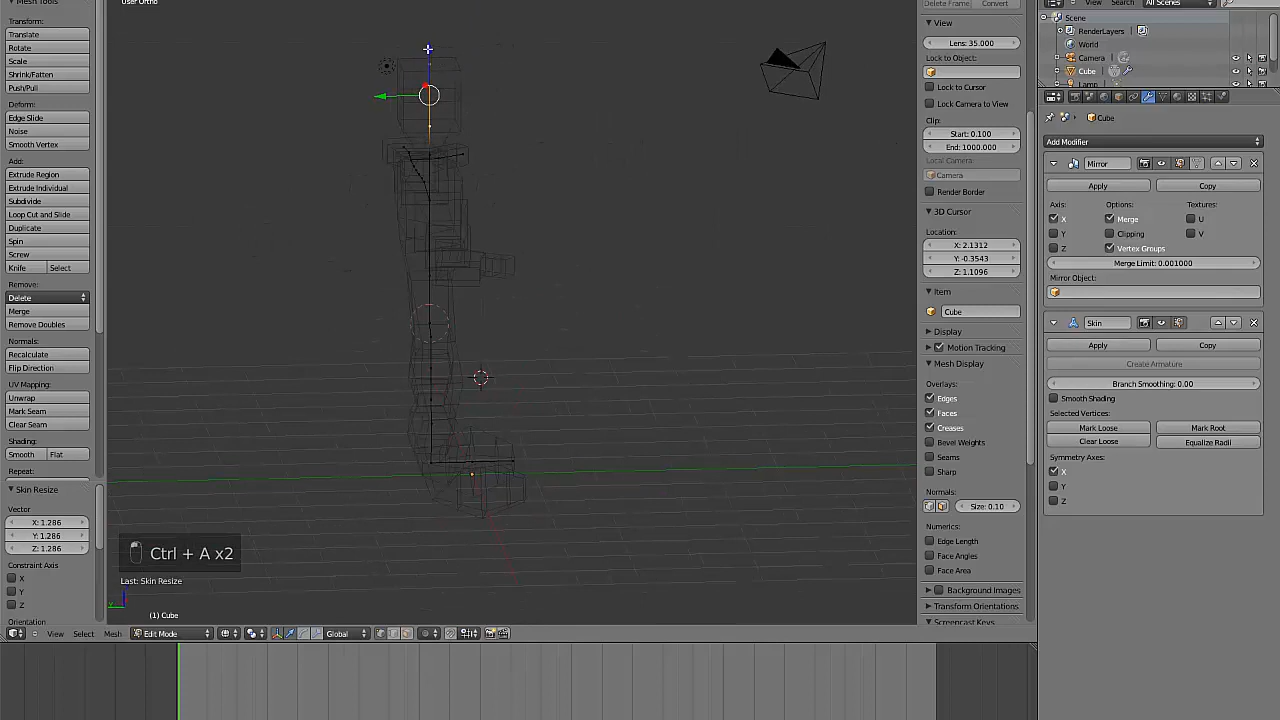 Mesh Tools
Transform:
Translate
Rotate
Scale
Shrink/Fatten
Push/Pull
Deform:
Edge Slide
Noise
Smooth Vertex
Add:
Extrude Region
Extrude Individual
Subdivide
Loop Cut and Slide
Duplicate
Spin
Screw
Knife Select
Remove:
Delete
Merge
Remove Doubles
Normals:
Recalculate
Flip Direction
UV Mapping:
Unwrap
Mark Seam
Clear Seam
Shading:
Smooth Flat
Repeat:
Skin Resize
Vector
X: 1.286
Y: 1.286
Z: 1.286
Constraint Axis
X
Y
Z
Orientation
User Ortho
Ctrl + A x2
Last: Skin Resize
(1) Cube
View Select Mesh Edit Mode Global
Delete Frame Convert
View
Lens: 35.000
Lock to Object:
Lock to Cursor
Lock Camera to View
Clip:
Start: 0.100
End: 1000.000
Local Camera:
Camera
Render Border
3D Cursor
Location:
X: 2.1312
Y: -0.3543
Z: 1.1096
Item
Cube
Display
Motion Tracking
Mesh Display
Overlays:
Edges
Faces
Creases
Bevel Weights
Seams
Sharp
Normals:
Size: 0.10
Numerics:
Edge Length
Face Angles
Face Area
Background Images
Transform Orientations
Screencast Keys
View Search All Scenes
Scene
RenderLayers
World
Camera
Cube
Lamp
Cube
Add Modifier
Mirror
Apply Copy
Axis: Options: Textures:
X Merge U
Y Clipping V
Z Vertex Groups
Merge Limit: 0.001000
Mirror Object:
Skin
Apply Copy
Create Armature
Branch Smoothing: 0.00
Smooth Shading
Selected Vertices:
Mark Loose Mark Root
Clear Loose Equalize Radii
Symmetry Axes:
X
Y
Z